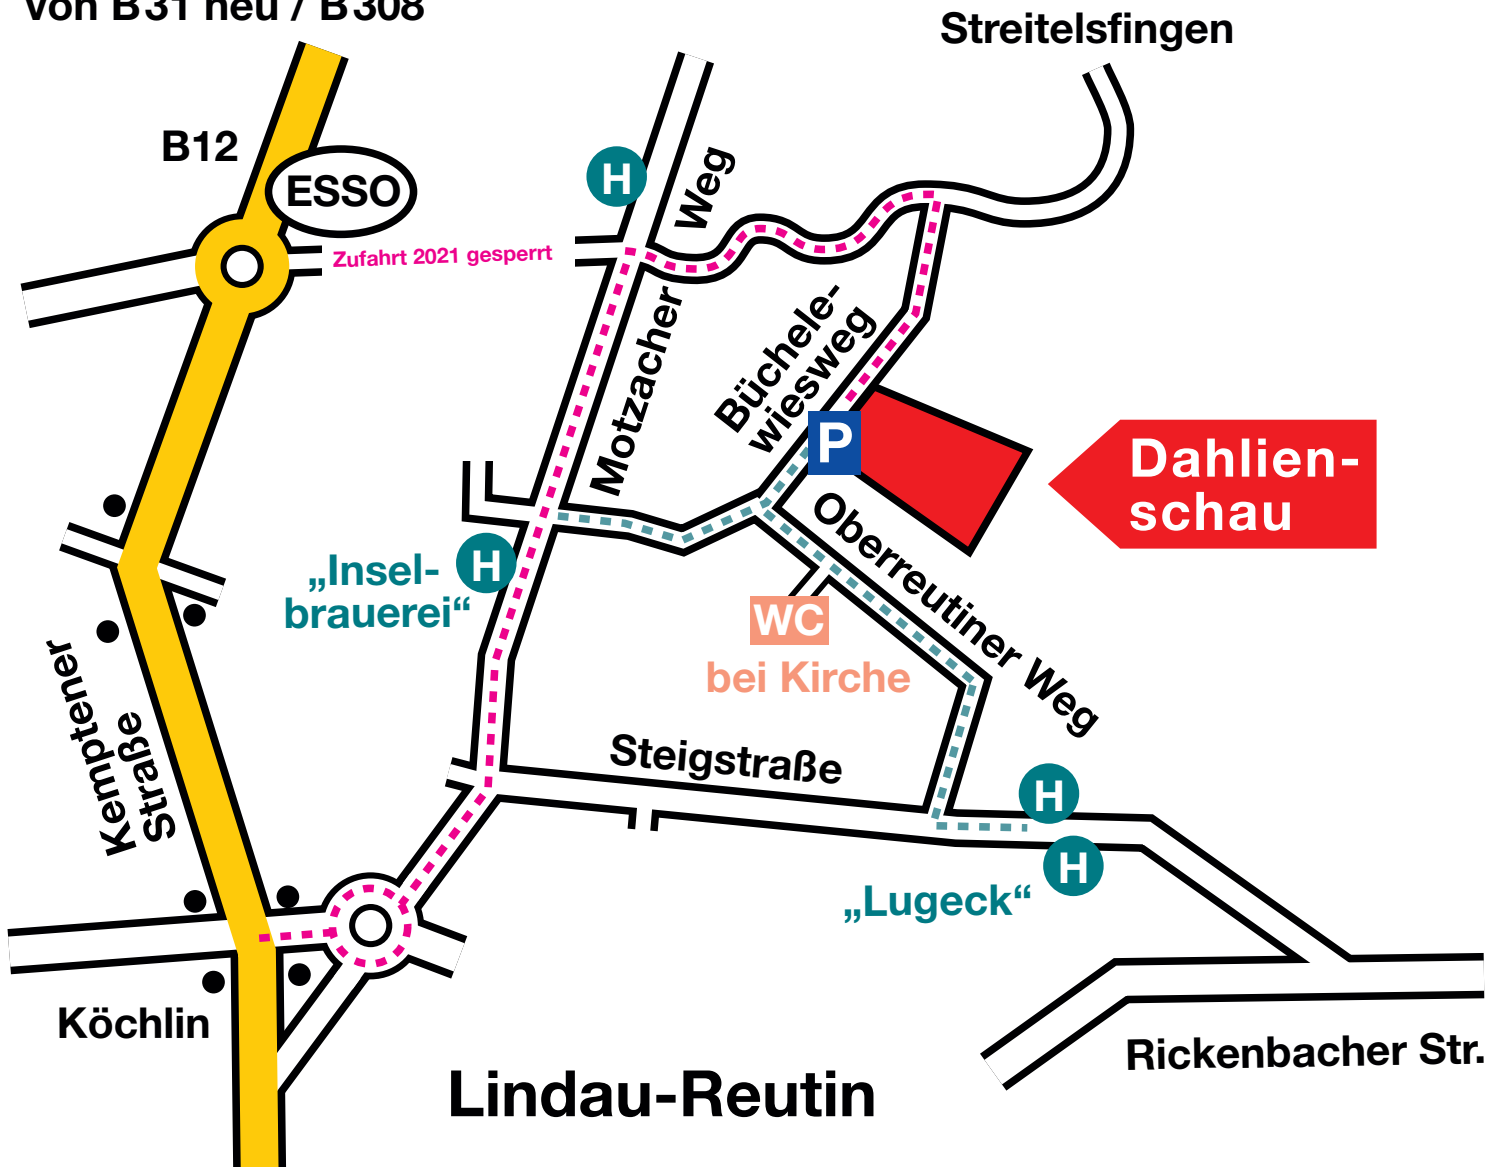 von B31 neu / B308
Streitelsfingen
B12
ESSO
H
Weg
Zufahrt 2021 gesperrt
Motzacher
Büchele-
wiesweg
P
Dahlien-
schau
Oberreutiner Weg
H
„Insel-
brauerei“
WC
bei Kirche
Kemptener
Straße
Steigstraße
H
H
„Lugeck“
Köchlin
Rickenbacher Str.
Lindau-Reutin